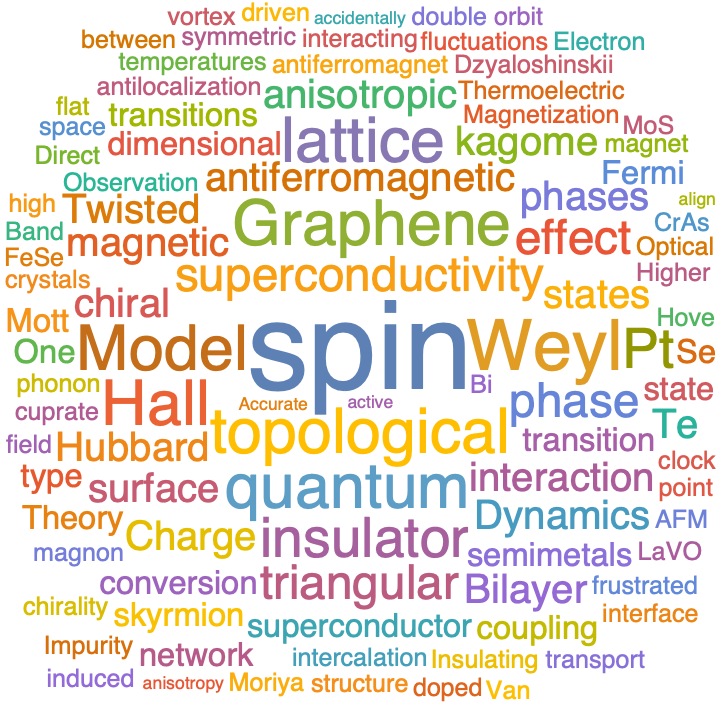 vortex driven accidentally double orbit
between symmetric interacting fluctuations Electron
temperatures antiferromagnet Dzyaloshinskii
antilocalization anisotropic Thermoelectric
flat transitions lattice Magnetization MoS
space dimensional kagome magnet
Direct antiferromagnetic Fermi
Observation phases align
high Twisted Graphene CrAs
Band magnetic effect Optical
FeSe superconductivity Higher
crystals chiral states
Mott spin Weyl Hove
One Model Pt Se
phonon Hall Bi state
cuprate Accurate active phase Te
field Hubbard topological transition
type surface quantum interaction clock
point
Theory Charge insulator Dynamics AFM
magnon semimetals LaVO
conversion triangular Bilayer frustrated
chirality skyrmion superconductor coupling interface
Impurity network intercalation Insulating transport
induced anisotropy Moriya structure doped Van